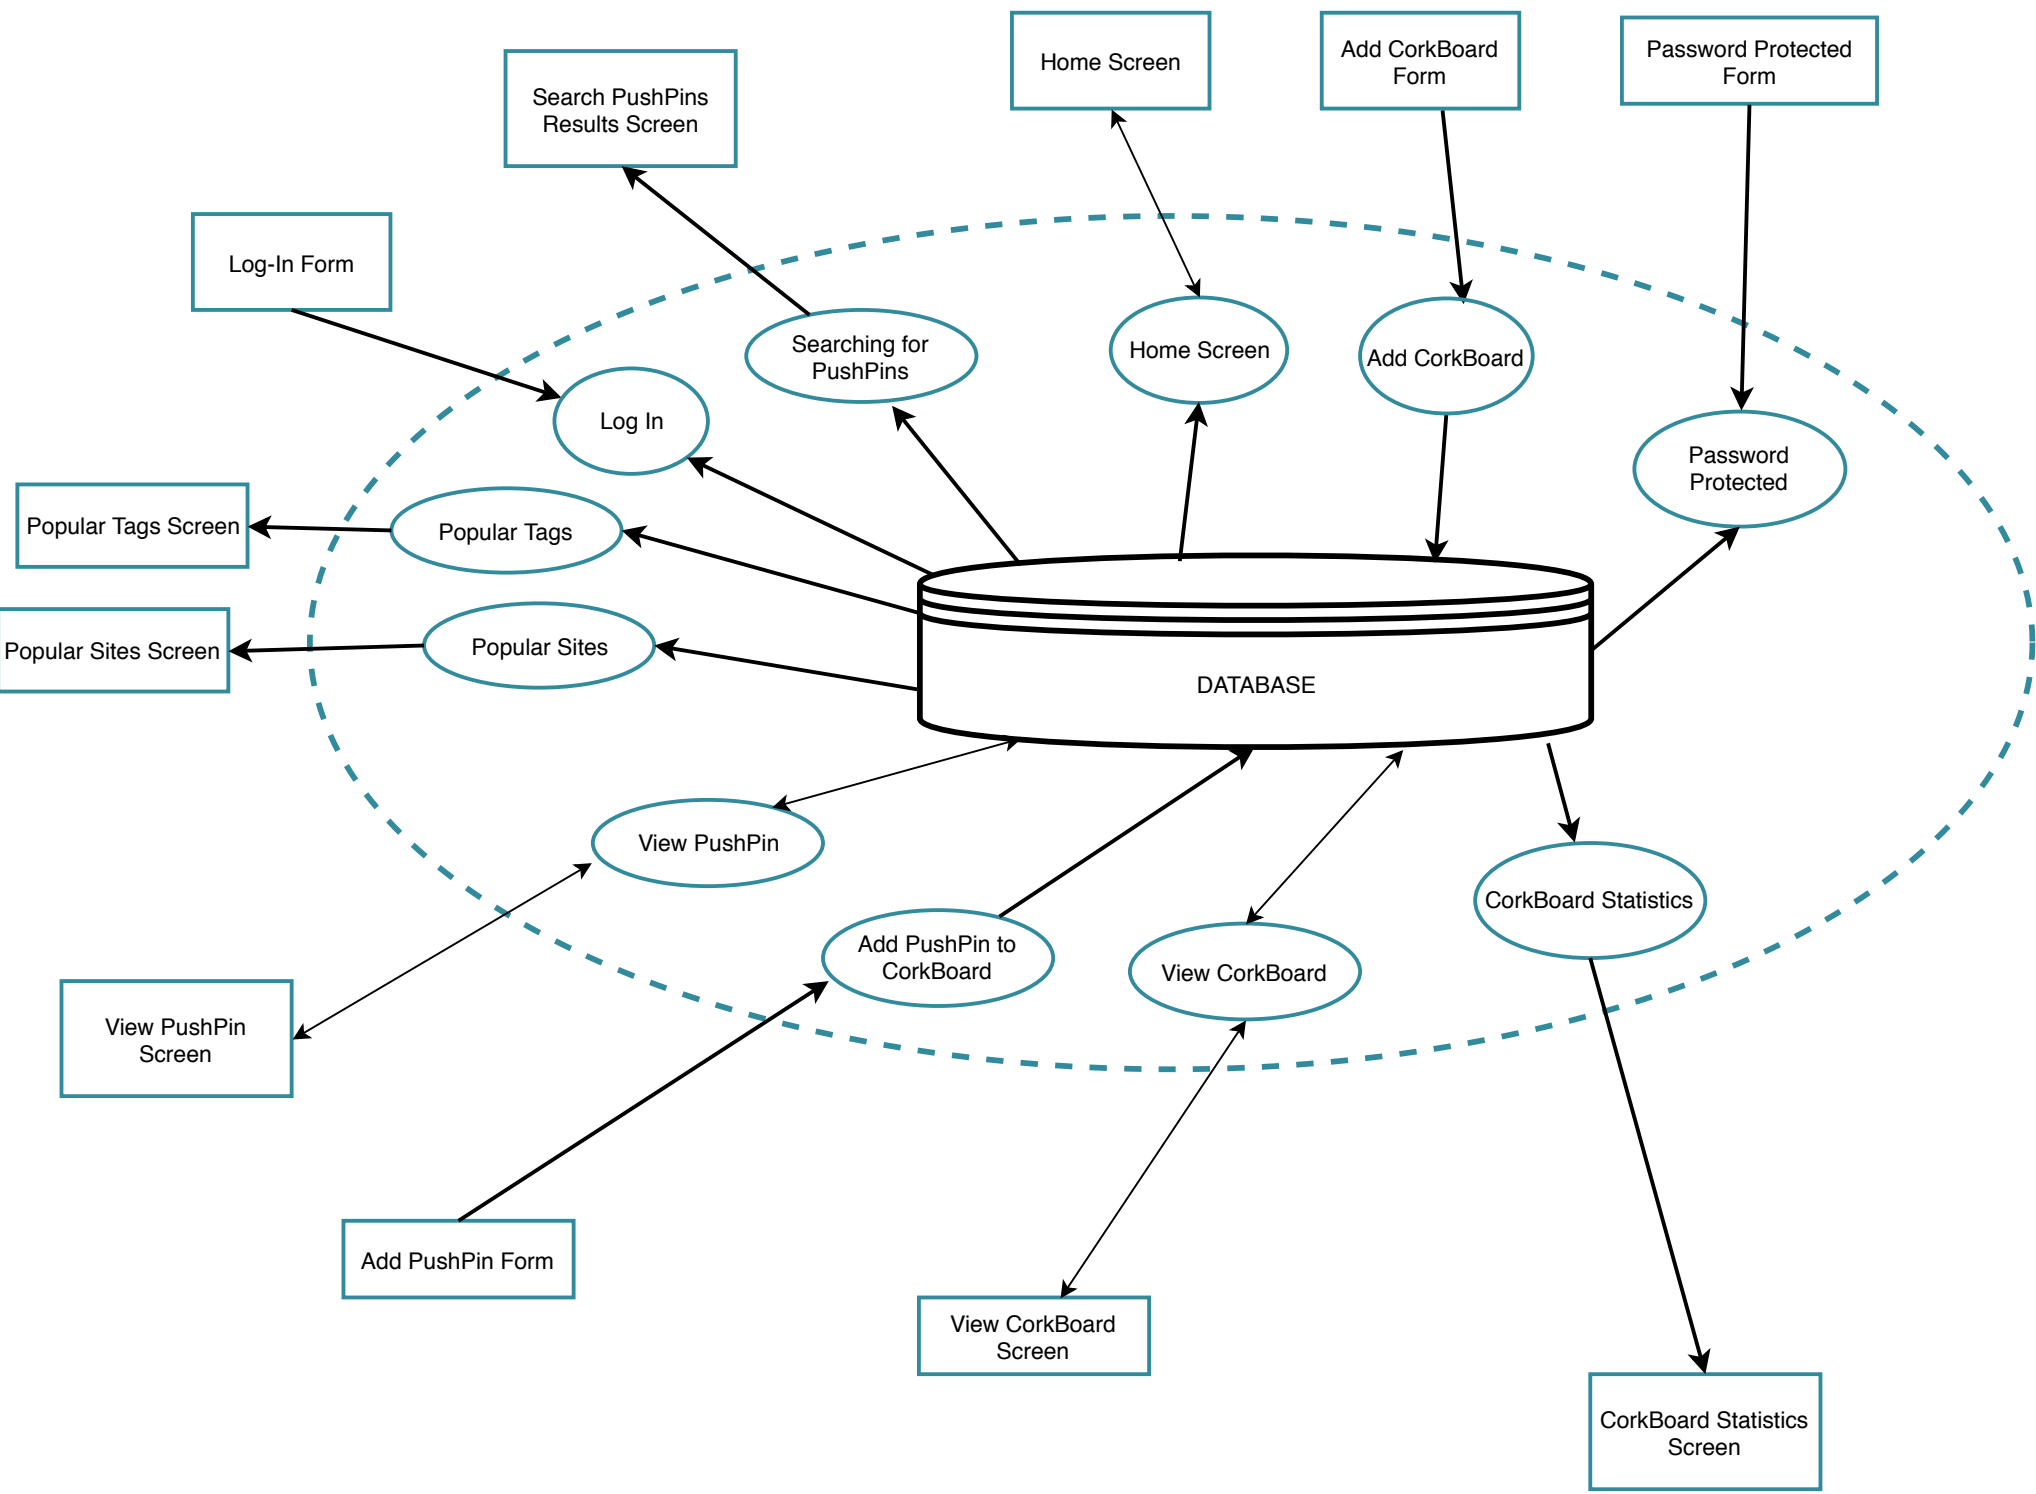 Home Screen
Add CorkBoard
Form
Password Protected
Form
Search PushPins
Results Screen
Log-In Form
Searching for
PushPins
Home Screen
Add CorkBoard
Log In
Password
Protected
Popular Tags Screen
Popular Tags
Popular Sites Screen
Popular Sites
DATABASE
View PushPin
CorkBoard Statistics
Add PushPin to
CorkBoard
View CorkBoard
View PushPin
Screen
Add PushPin Form
View CorkBoard
Screen
CorkBoard Statistics
Screen